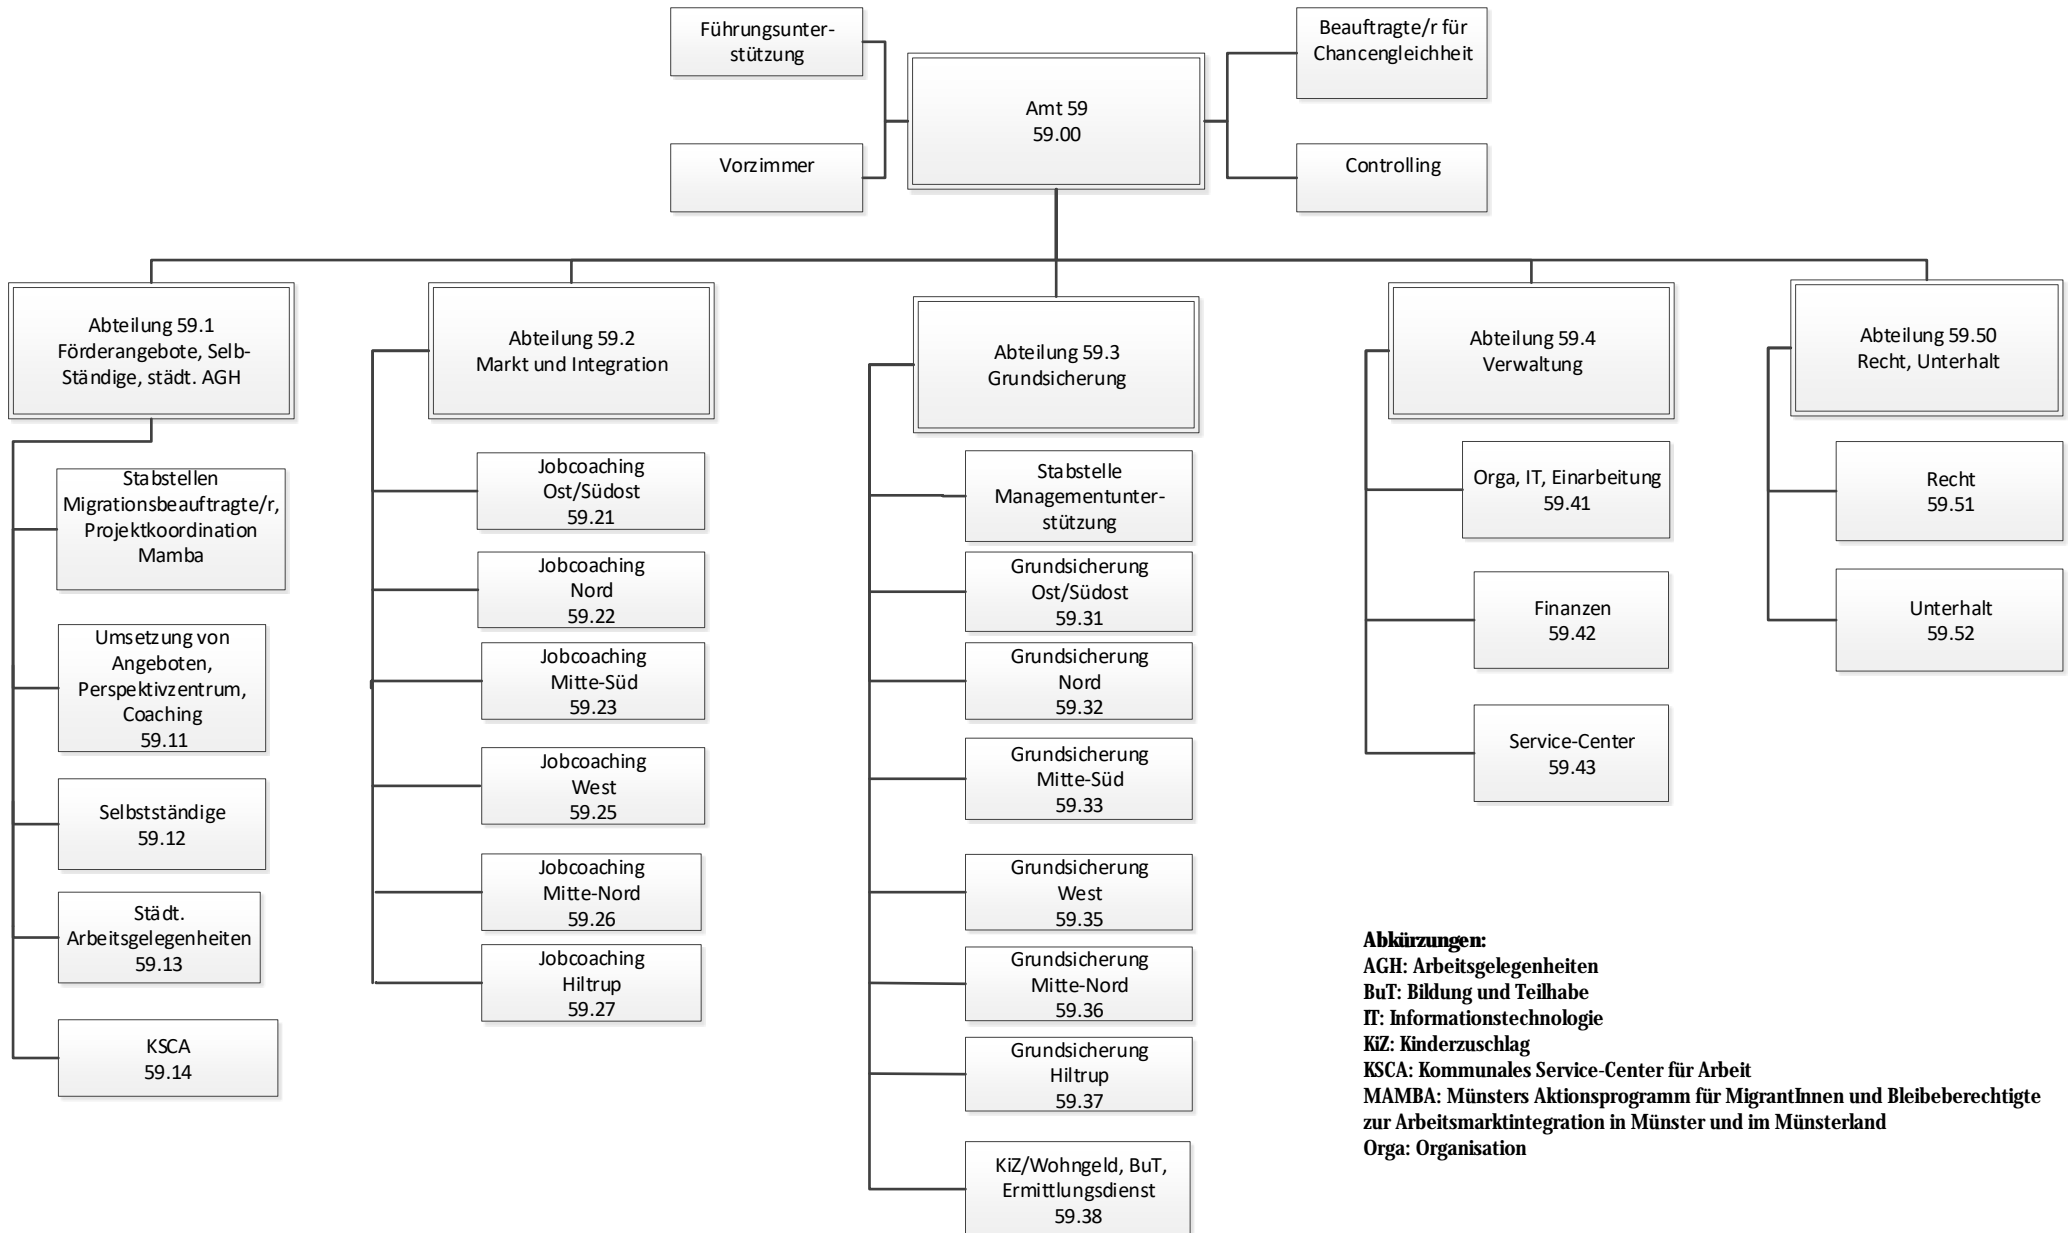 Führungsunter-
stützung
Beauftragte/r für
Chancengleichheit
Amt 59
59.00
Vorzimmer
Controlling
Abteilung 59.1
Förderangebote, Selb-
Ständige, städt. AGH
Stabstellen
Migrationsbeauftragte/r,
Projektkoordination
Mamba
Umsetzung von
Angeboten,
Perspektivzentrum,
Coaching
59.11
Selbstständige
59.12
Städt.
Arbeitsgelegenheiten
59.13
KSCA
59.14
Abteilung 59.2
Markt und Integration
Jobcoaching
Ost/Südost
59.21
Jobcoaching
Nord
59.22
Jobcoaching
Mitte-Süd
59.23
Jobcoaching
West
59.25
Jobcoaching
Mitte-Nord
59.26
Jobcoaching
Hiltrup
59.27
Abteilung 59.3
Grundsicherung
Stabstelle
Managementunter-
stützung
Grundsicherung
Ost/Südost
59.31
Grundsicherung
Nord
59.32
Grundsicherung
Mitte-Süd
59.33
Grundsicherung
West
59.35
Grundsicherung
Mitte-Nord
59.36
Grundsicherung
Hiltrup
59.37
KiZ/Wohngeld, BuT,
Ermittlungsdienst
59.38
Abteilung 59.4
Verwaltung
Orga, IT, Einarbeitung
59.41
Finanzen
59.42
Service-Center
59.43
Abteilung 59.50
Recht, Unterhalt
Recht
59.51
Unterhalt
59.52
Abkürzungen:
AGH: Arbeitsgelegenheiten
BuT: Bildung und Teilhabe
IT: Informationstechnologie
KiZ: Kinderzuschlag
KSCA: Kommunales Service-Center für Arbeit
MAMBA: Münsters Aktionsprogramm für MigrantInnen und Bleibeberechtigte
zur Arbeitsmarktintegration in Münster und im Münsterland
Orga: Organisation